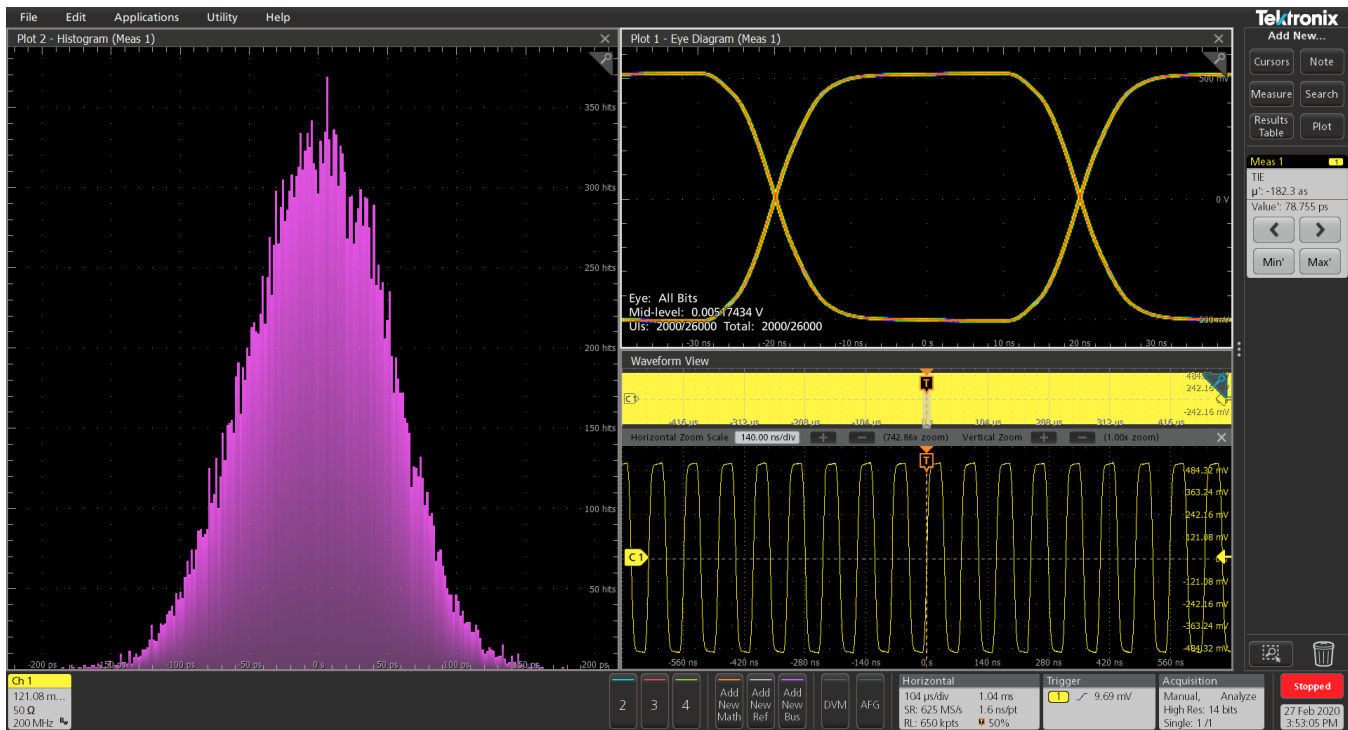 File Edit Applications Utility Help
Tektronix
Add New...
Cursors Note
Measure Search
Results Table Plot
Meas 1 1
TIE
µ': -182.3 as
Value': 78.755 ps
Min' Max'
Plot 2 - Histogram (Meas 1)
350 hits
300 hits
250 hits
200 hits
150 hits
100 hits
50 hits
-200 ps -150 ps -100 ps -50 ps 0 s 50 ps 100 ps 150 ps 200 ps
Plot 1 - Eye Diagram (Meas 1)
500 mV
0 V
-500 mV
Eye: All Bits
Mid-level: 0.00517434 V
UIs: 2000/26000 Total: 2000/26000
-30 ns -20 ns -10 ns 0 s 10 ns 20 ns 30 ns
Waveform View
T
C1
242.16 mV
-242.16 mV
-416 µs -312 µs -208 µs -104 µs 0 s 104 µs 208 µs 312 µs 416 µs
Horizontal Zoom Scale 140.00 ns/div + − (742.86x zoom) Vertical Zoom + − (1.00x zoom)
T
484.32 mV
363.24 mV
242.16 mV
121.08 mV
C 1
-121.08 mV
-242.16 mV
-363.24 mV
-484.32 mV
-560 ns -420 ns -280 ns -140 ns 0 s 140 ns 280 ns 420 ns 560 ns
Ch 1
121.08 m...
50 Ω
200 MHz Bw
2 3 4
Add New Math
Add New Ref
Add New Bus
DVM AFG
Horizontal
104 µs/div 1.04 ms
SR: 625 MS/s 1.6 ns/pt
RL: 650 kpts 50%
Trigger
1 9.69 mV
Acquisition
Manual, Analyze
High Res: 14 bits
Single: 1 /1
Stopped
27 Feb 2020
3:53:05 PM